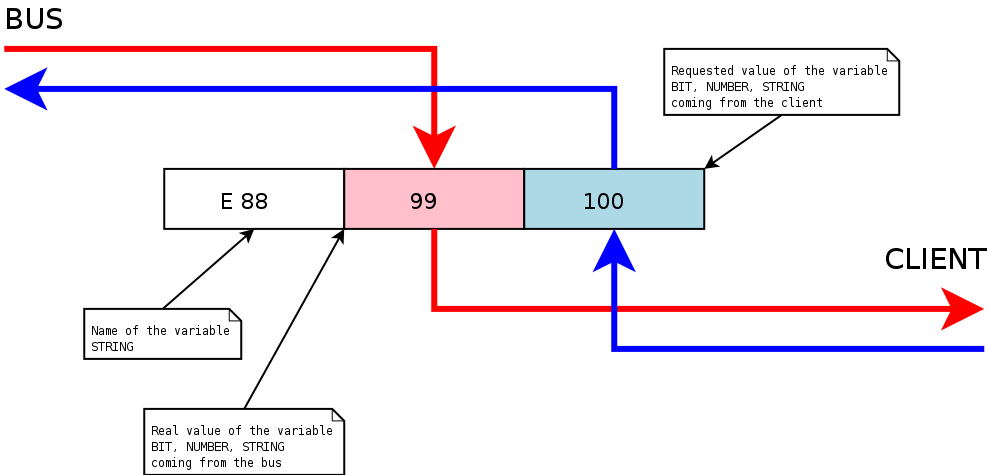 BUS
Requested value of the variable
BIT, NUMBER, STRING
coming from the client
E 88
99
100
CLIENT
Name of the variable
STRING
Real value of the variable
BIT, NUMBER, STRING
coming from the bus